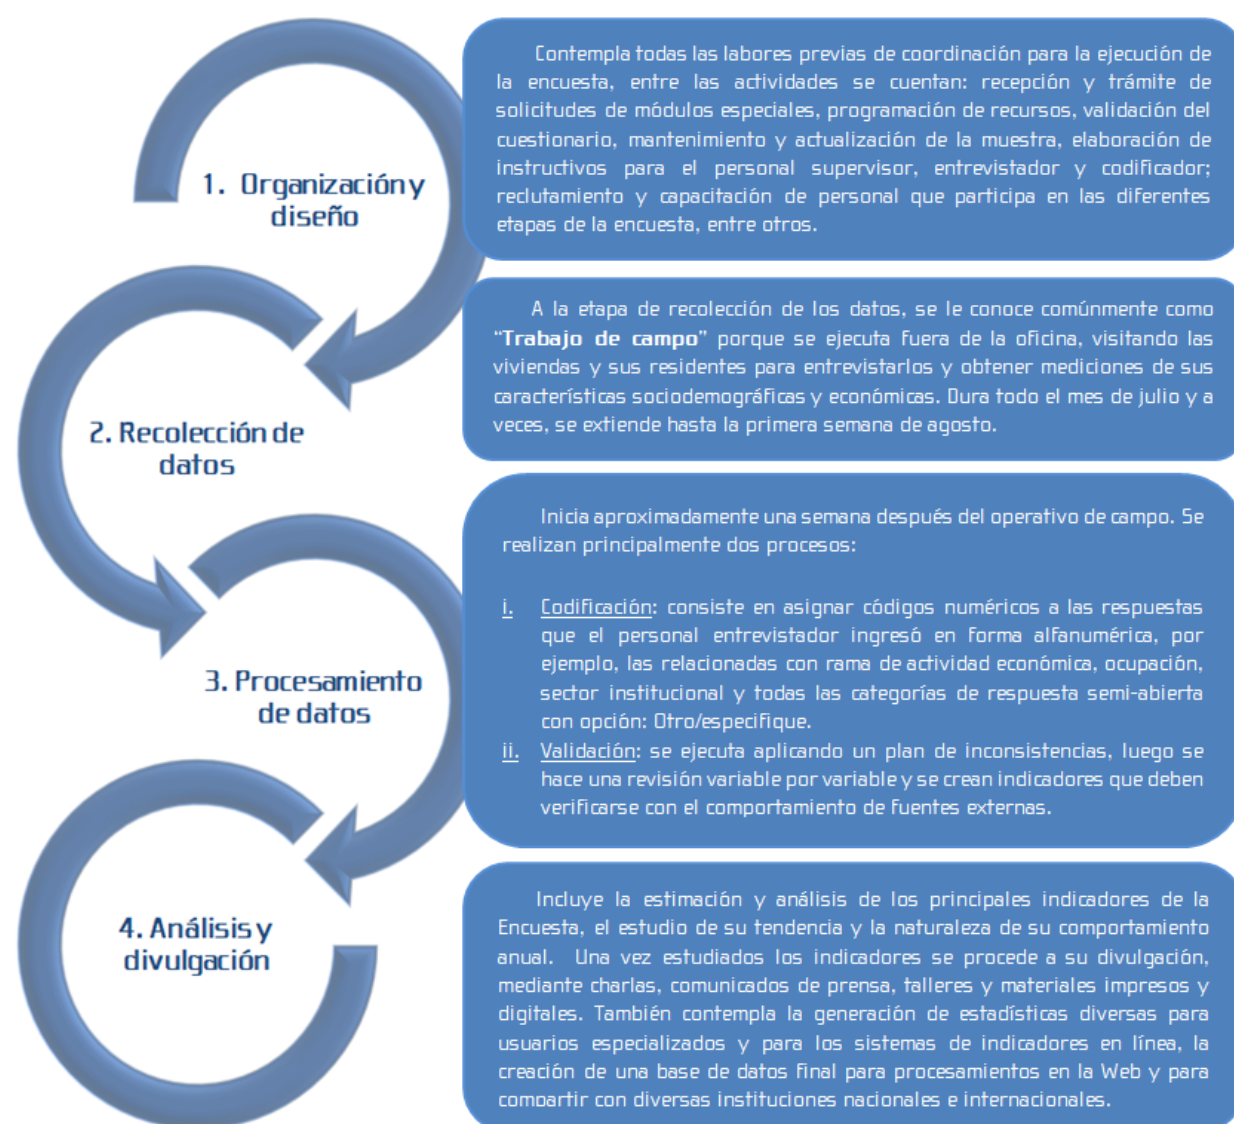 1. Organización y
diseño
Contempla todas las labores previas de coordinación para la ejecución de
la encuesta, entre las actividades se cuentan: recepción y trámite de
solicitudes de módulos especiales, programación de recursos, validación del
cuestionario, mantenimiento y actualización de la muestra, elaboración de
instructivos para el personal supervisor, entrevistador y codificador;
reclutamiento y capacitación de personal que participa en las diferentes
etapas de la encuesta, entre otros.
2. Recolección de
datos
A la etapa de recolección de los datos, se le conoce comúnmente como
“Trabajo de campo” porque se ejecuta fuera de la oficina, visitando las
viviendas y sus residentes para entrevistarlos y obtener mediciones de sus
características sociodemográficas y económicas. Dura todo el mes de julio y a
veces, se extiende hasta la primera semana de agosto.
3. Procesamiento
de datos
Inicia aproximadamente una semana después del operativo de campo. Se
realizan principalmente dos procesos:
i. Codificación: consiste en asignar códigos numéricos a las respuestas
que el personal entrevistador ingresó en forma alfanumérica, por
ejemplo, las relacionadas con rama de actividad económica, ocupación,
sector institucional y todas las categorías de respuesta semi-abierta
con opción: Otro/especifique.
ii. Validación: se ejecuta aplicando un plan de inconsistencias, luego se
hace una revisión variable por variable y se crean indicadores que deben
verificarse con el comportamiento de fuentes externas.
4. Análisis y
divulgación
Incluye la estimación y análisis de los principales indicadores de la
Encuesta, el estudio de su tendencia y la naturaleza de su comportamiento
anual. Una vez estudiados los indicadores se procede a su divulgación,
mediante charlas, comunicados de prensa, talleres y materiales impresos y
digitales. También contempla la generación de estadísticas diversas para
usuarios especializados y para los sistemas de indicadores en línea, la
creación de una base de datos final para procesamientos en la Web y para
compartir con diversas instituciones nacionales e internacionales.